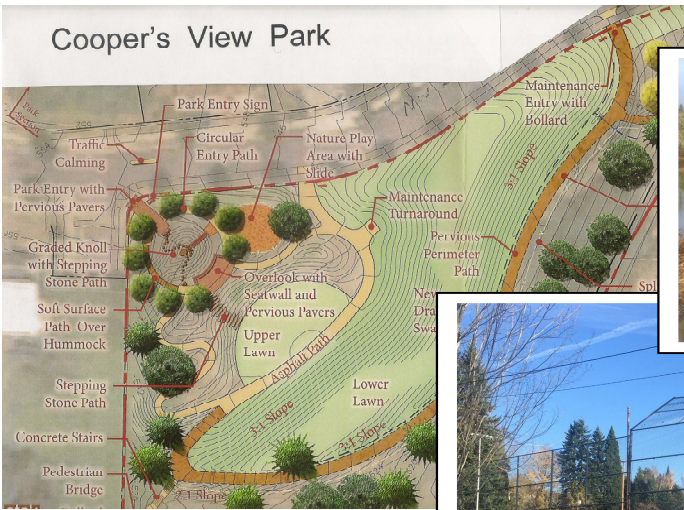 Cooper's View Park
Park Entry Sign
Maintenance
Entry with
Bollard
Park
Traffic
Calming
Circular
Entry Path
Nature Play
Area with
Slide
3:1 Slope
Park Entry with
Pervious Pavers
Maintenance
Turnaround
Graded Knoll
with Stepping
Stone Path
Pervious
Perimeter
Path
Overlook with
Seatwall and
Pervious Pavers
Soft Surface
Path Over
Hummock
Upper
Lawn
Asphalt Path
Stepping
Stone Path
Lower
Lawn
3:1 Slope
3:1 Slope
Concrete Stairs
Pedestrian
Bridge
2:1 Slope